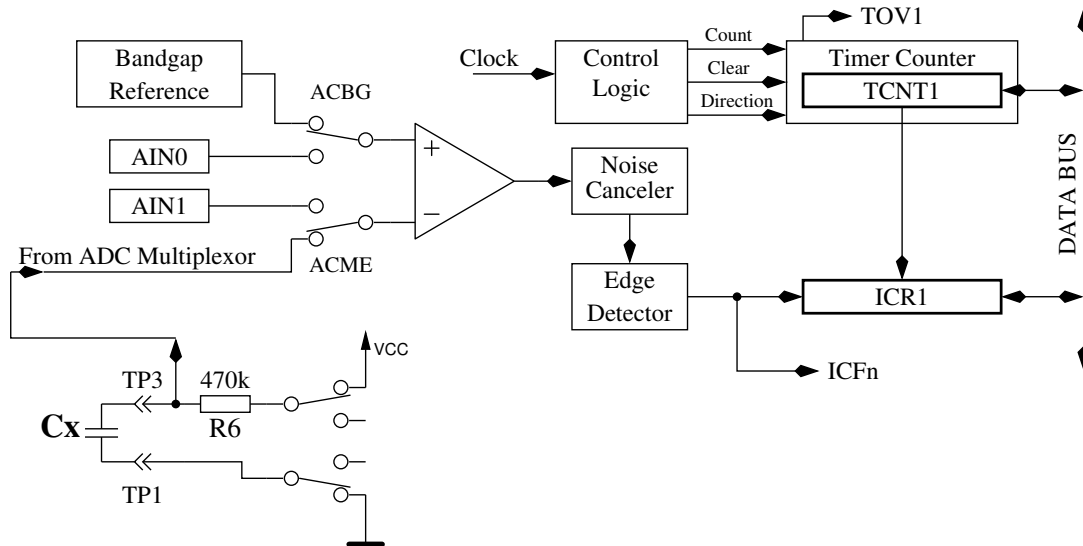 TOV1
Bandgap
Reference
Clock
Control
Logic
Count
Clear
Direction
Timer Counter
TCNT1
ACBG
AIN0
AIN1
+
−
Noise
Canceler
DATA BUS
From ADC Multiplexor
ACME
Edge
Detector
ICR1
VCC
ICFn
TP3
470k
Cx
R6
TP1